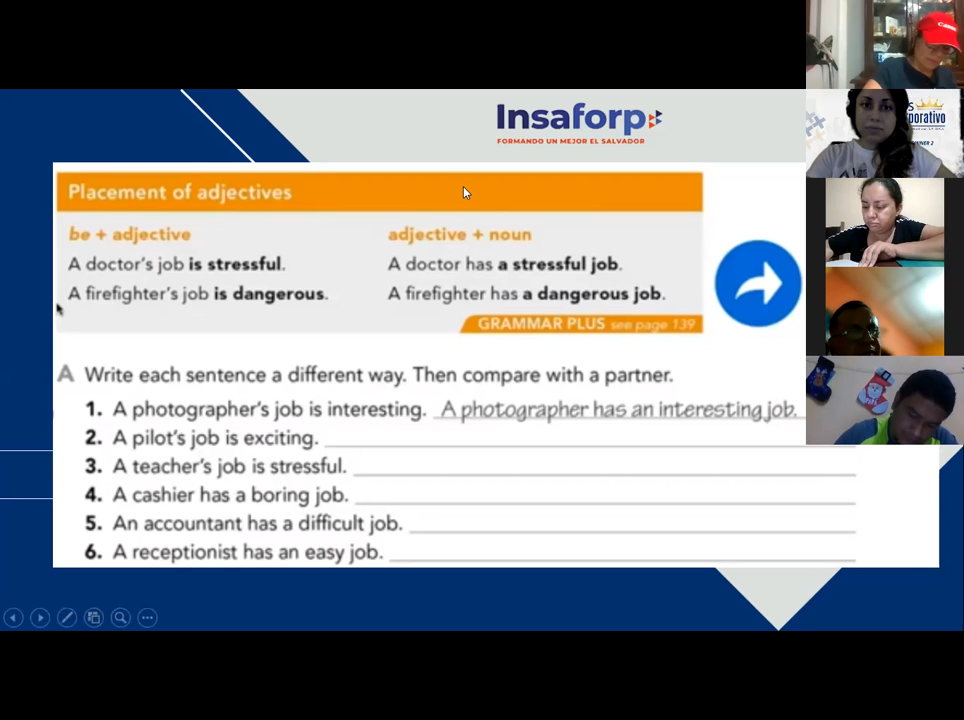 Insaforp
FORMANDO UN MEJOR EL SALVADOR
Placement of adjectives
be + adjective
A doctor's job is stressful.
A firefighter's job is dangerous.
adjective + noun
A doctor has a stressful job.
A firefighter has a dangerous job.
GRAMMAR PLUS see page 139
A Write each sentence a different way. Then compare with a partner.
1. A photographer's job is interesting. A photographer has an interesting job.
2. A pilot's job is exciting.
3. A teacher's job is stressful.
4. A cashier has a boring job.
5. An accountant has a difficult job.
6. A receptionist has an easy job.
Canon